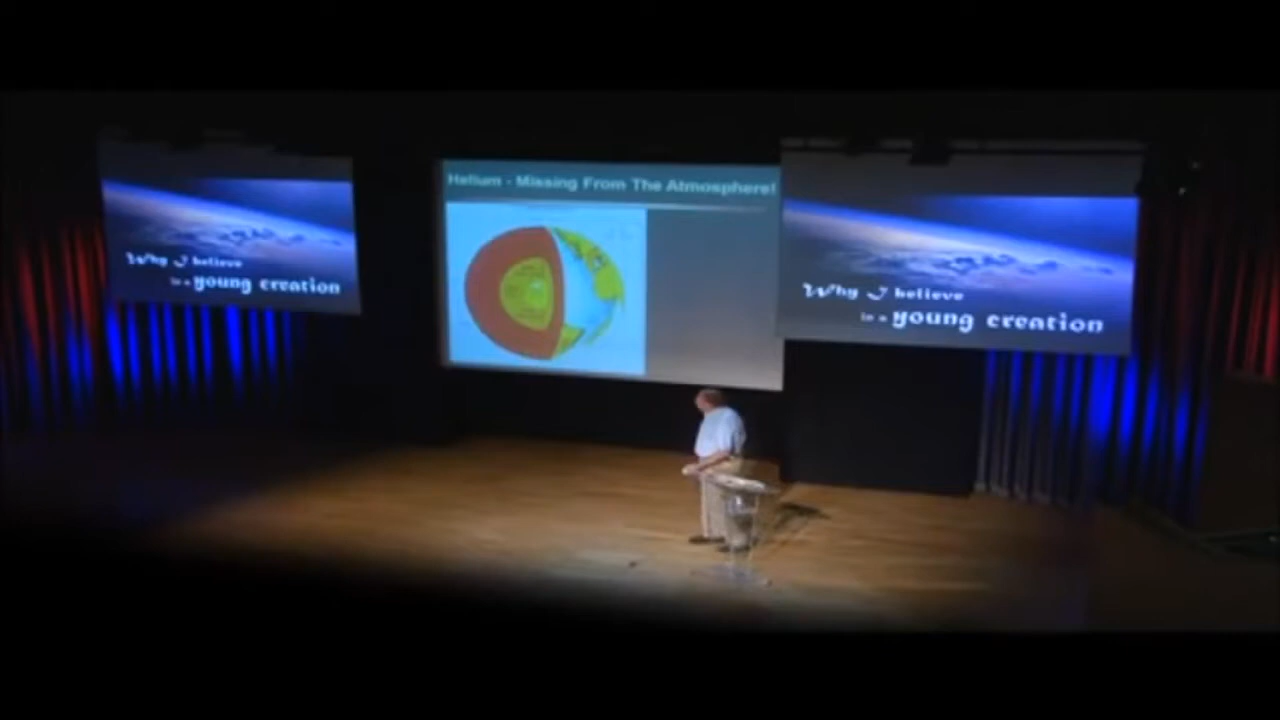 Helium - Missing From The Atmosphere!
Why I believe
in a young creation
Why I believe
in a young creation